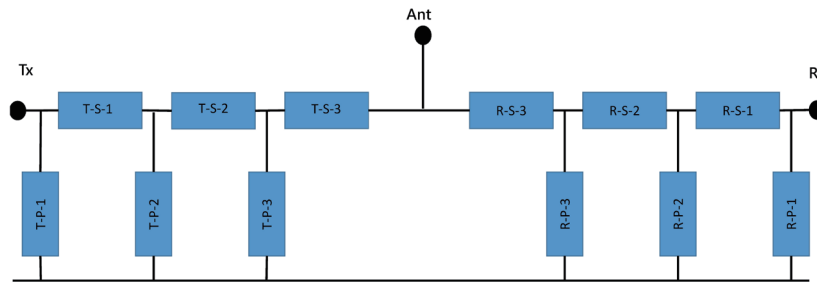 Ant
Tx
R
T-S-1
T-S-2
T-S-3
R-S-3
R-S-2
R-S-1
T-P-1
T-P-2
T-P-3
R-P-3
R-P-2
R-P-1